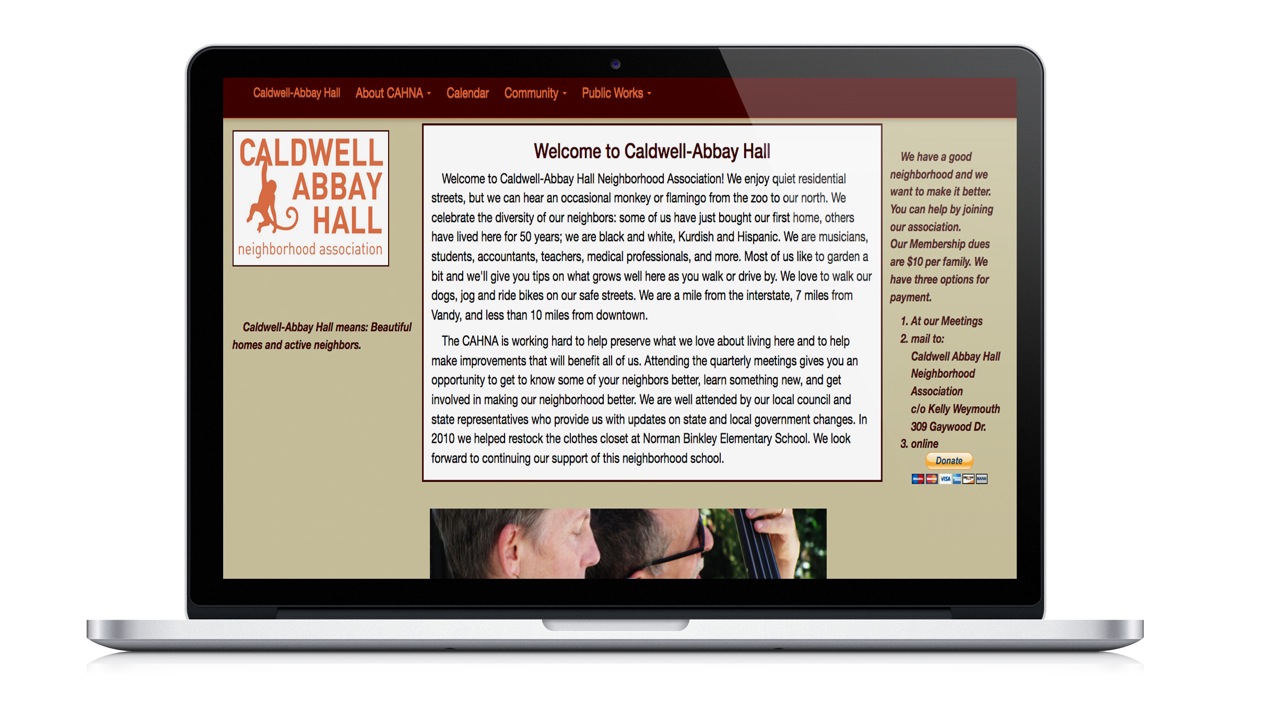 Caldwell-Abbay Hall About CAHNA Calendar Community Public Works
CALDWELL
ABBAY
HALL
neighborhood association
Caldwell-Abbay Hall means: Beautiful
homes and active neighbors.
Welcome to Caldwell-Abbay Hall
Welcome to Caldwell-Abbay Hall Neighborhood Association! We enjoy quiet residential
streets, but we can hear an occasional monkey or flamingo from the zoo to our north. We
celebrate the diversity of our neighbors: some of us have just bought our first home, others
have lived here for 50 years; we are black and white, Kurdish and Hispanic. We are musicians,
students, accountants, teachers, medical professionals, and more. Most of us like to garden a
bit and we'll give you tips on what grows well here as you walk or drive by. We love to walk our
dogs, jog and ride bikes on our safe streets. We are a mile from the interstate, 7 miles from
Vandy, and less than 10 miles from downtown.
The CAHNA is working hard to help preserve what we love about living here and to help
make improvements that will benefit all of us. Attending the quarterly meetings gives you an
opportunity to get to know some of your neighbors better, learn something new, and get
involved in making our neighborhood better. We are well attended by our local council and
state representatives who provide us with updates on state and local government changes. In
2010 we helped restock the clothes closet at Norman Binkley Elementary School. We look
forward to continuing our support of this neighborhood school.
We have a good
neighborhood and we
want to make it better.
You can help by joining
our association.
Our Membership dues
are $10 per family. We
have three options for
payment.
1. At our Meetings
2. mail to:
Caldwell Abbay Hall
Neighborhood
Association
c/o Kelly Weymouth
309 Gaywood Dr.
3. online
Donate
VISA